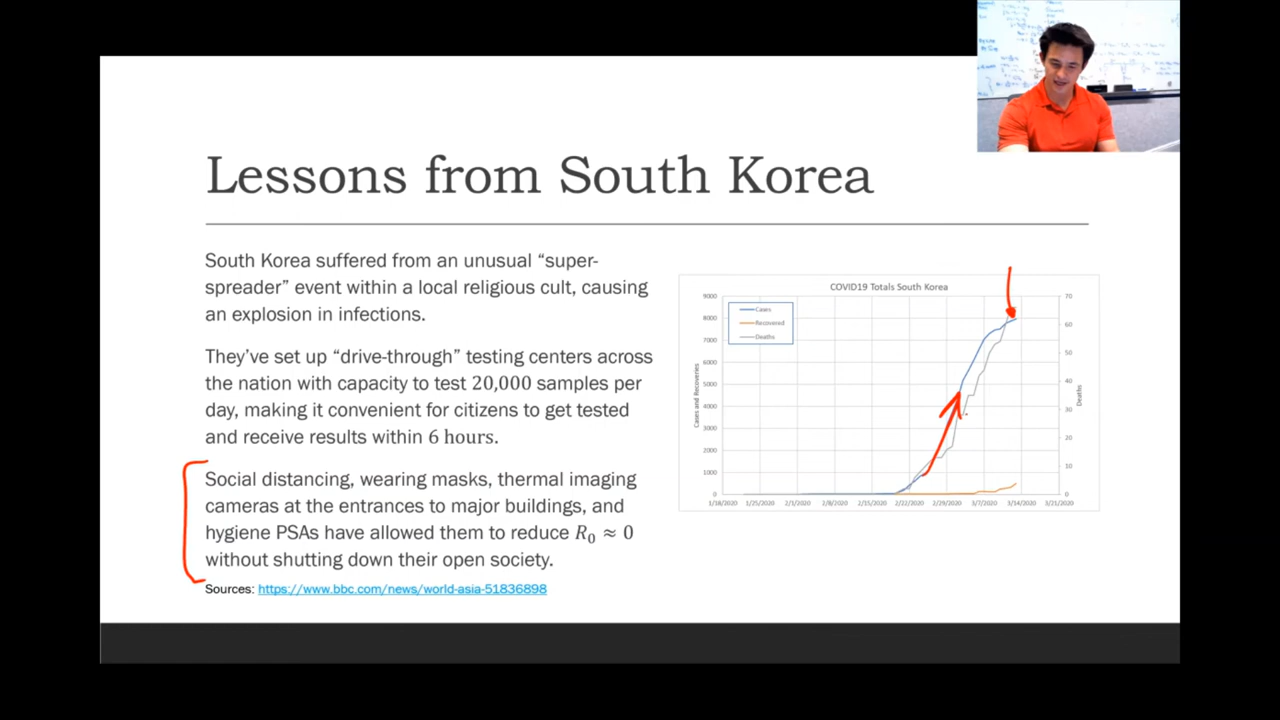 Lessons from South Korea
South Korea suffered from an unusual “super-
spreader” event within a local religious cult, causing
an explosion in infections.
They’ve set up “drive-through” testing centers across
the nation with capacity to test 20,000 samples per
day, making it convenient for citizens to get tested
and receive results within 6 hours.
Social distancing, wearing masks, thermal imaging
cameras at the entrances to major buildings, and
hygiene PSAs have allowed them to reduce R₀ ≈ 0
without shutting down their open society.
Sources: https://www.bbc.com/news/world-asia-51836898
COVID19 Totals South Korea
Cases
Recovered
Deaths
Cases and Recoveries
9000
8000
7000
6000
5000
4000
3000
2000
1000
0
70
60
50
40
30
20
10
0
Deaths
1/18/2020 1/25/2020 2/1/2020 2/8/2020 2/15/2020 2/22/2020 2/29/2020 3/7/2020 3/14/2020 3/21/2020